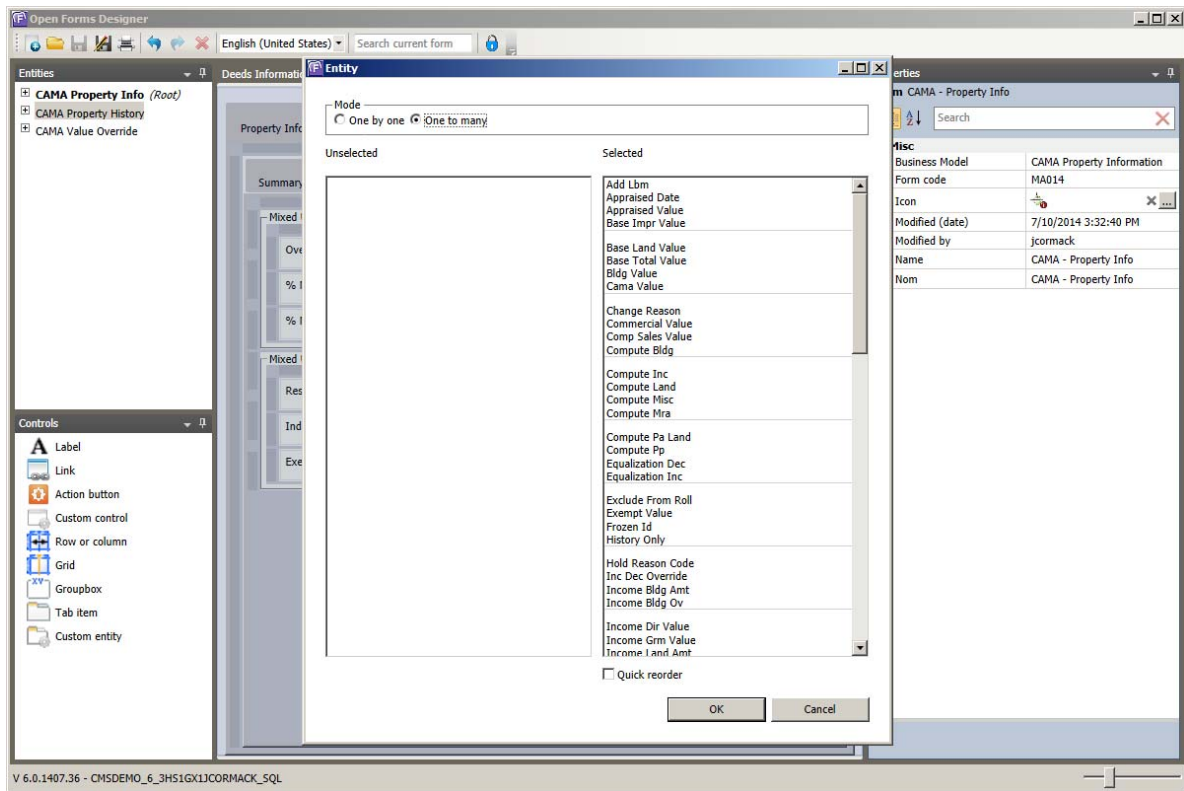 Open Forms Designer
English (United States)
Search current form
Entities
CAMA Property Info (Root)
CAMA Property History
CAMA Value Override
Controls
Label
Link
Action button
Custom control
Row or column
Grid
XY
Groupbox
Tab item
Custom entity
Deeds Informati
Property Info
Summary
Mixed
Ove
%
%
Mixed
Res
Ind
Exe
Entity
Mode
One by one
One to many
Unselected
Selected
Add Lbm
Appraised Date
Appraised Value
Base Impr Value
Base Land Value
Base Total Value
Bldg Value
Cama Value
Change Reason
Commercial Value
Comp Sales Value
Compute Bldg
Compute Inc
Compute Land
Compute Misc
Compute Mra
Compute Pa Land
Compute Pp
Equalization Dec
Equalization Inc
Exclude From Roll
Exempt Value
Frozen Id
History Only
Hold Reason Code
Inc Dec Override
Income Bldg Amt
Income Bldg Ov
Income Dir Value
Income Grm Value
Income Land Amt
Quick reorder
OK
Cancel
erties
m CAMA - Property Info
Search
Misc
Business Model CAMA Property Information
Form code MA014
Icon ...
Modified (date) 7/10/2014 3:32:40 PM
Modified by jcormack
Name CAMA - Property Info
Nom CAMA - Property Info
V 6.0.1407.36 - CMSDEMO_6_3HS1GX1JCORMACK_SQL